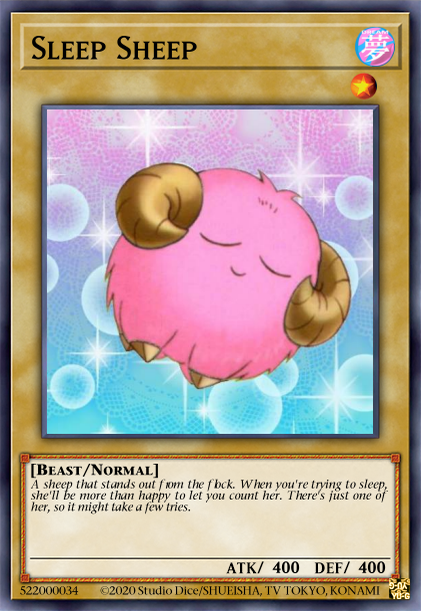 Sleep Sheep
DREAM
夢
[Beast/Normal]
A sheep that stands out from the flock. When you're trying to sleep,
she'll be more than happy to let you count her. There's just one of
her, so it might take a few tries.
ATK/ 400 DEF/ 400
522000034 ©2020 Studio Dice/SHUEISHA, TV TOKYO, KONAMI